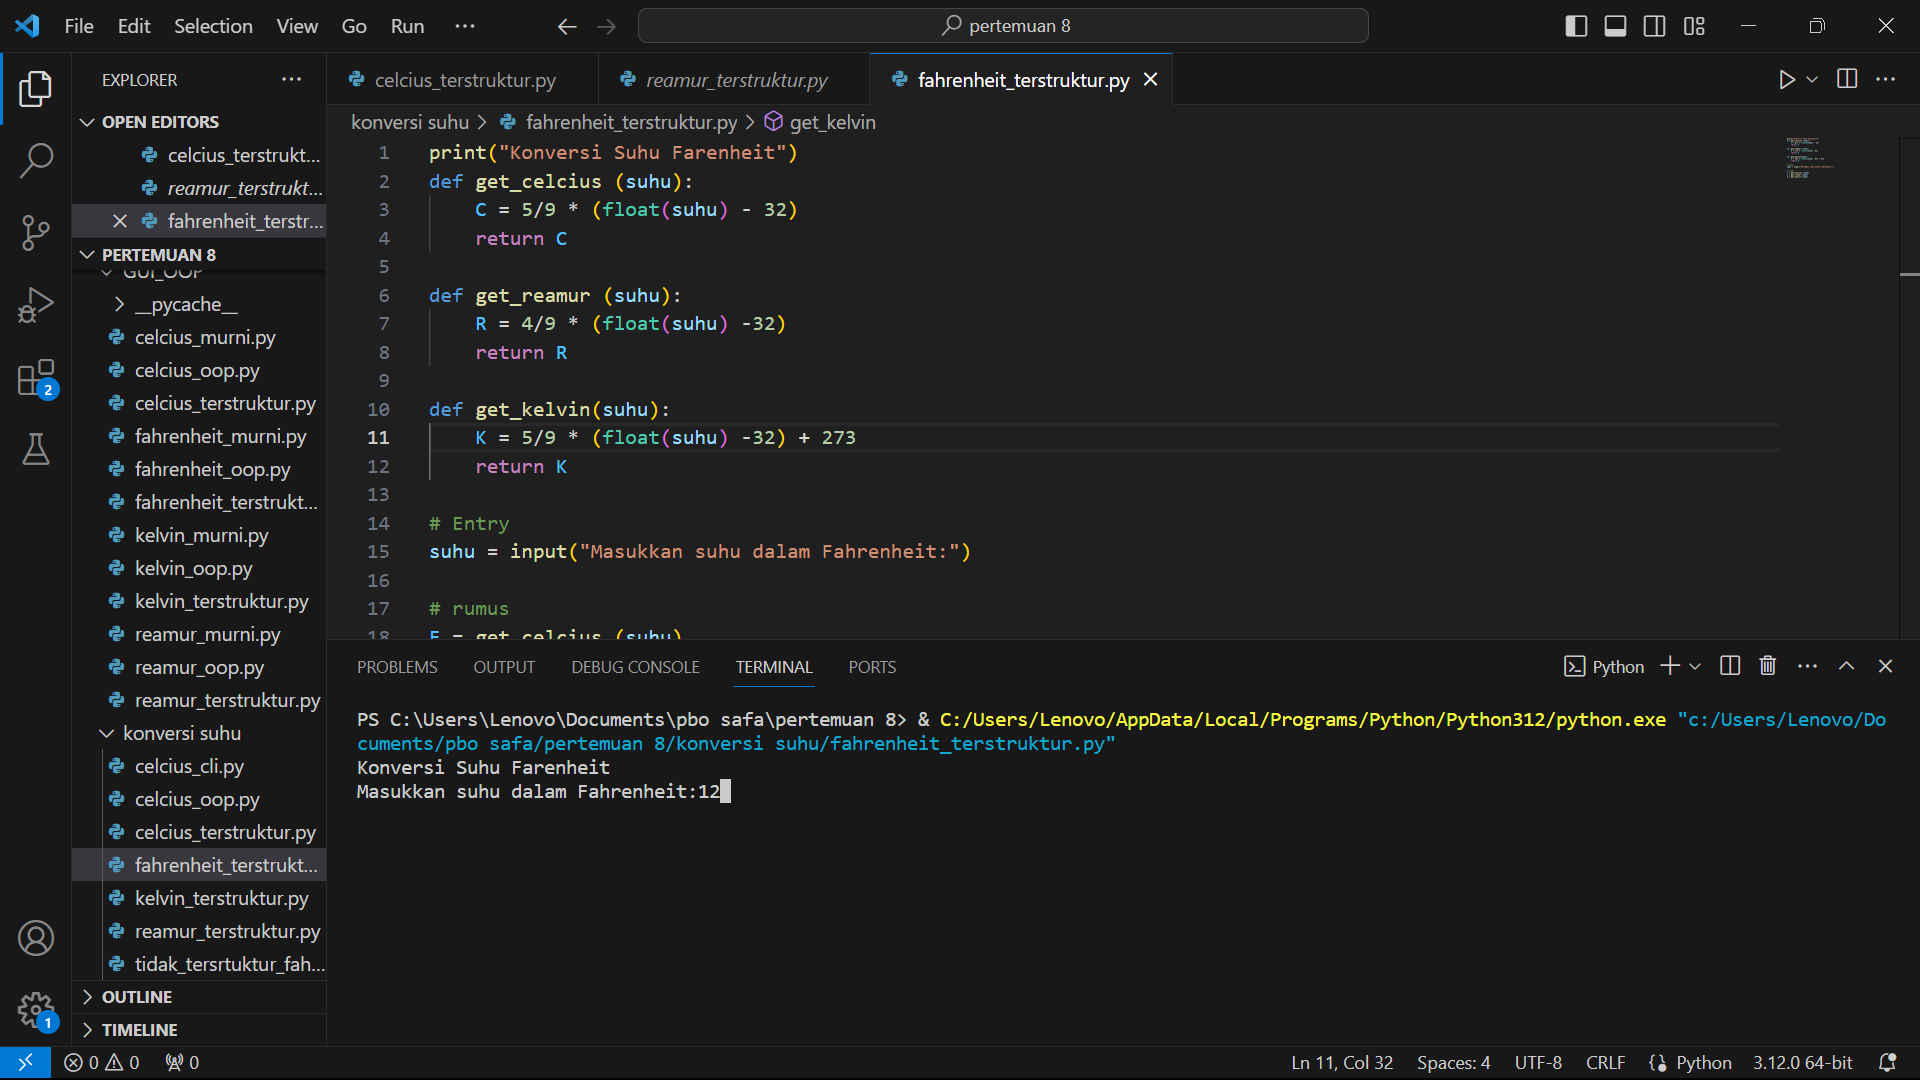 File Edit Selection View Go Run ··· pertemuan 8
EXPLORER ···
OPEN EDITORS
celcius_terstrukt...
reamur_terstrukt...
fahrenheit_terstr...
PERTEMUAN 8
GUI_OOP
__pycache__
celcius_murni.py
celcius_oop.py
celcius_terstruktur.py
fahrenheit_murni.py
fahrenheit_oop.py
fahrenheit_terstrukt...
kelvin_murni.py
kelvin_oop.py
kelvin_terstruktur.py
reamur_murni.py
reamur_oop.py
reamur_terstruktur.py
konversi suhu
celcius_cli.py
celcius_oop.py
celcius_terstruktur.py
fahrenheit_terstrukt...
kelvin_terstruktur.py
reamur_terstruktur.py
tidak_tersrtuktur_fah...
OUTLINE
TIMELINE
2
1
celcius_terstruktur.py reamur_terstruktur.py fahrenheit_terstruktur.py
konversi suhu > fahrenheit_terstruktur.py > get_kelvin
1 print("Konversi Suhu Farenheit")
2 def get_celcius (suhu):
3 C = 5/9 * (float(suhu) - 32)
4 return C
5
6 def get_reamur (suhu):
7 R = 4/9 * (float(suhu) -32)
8 return R
9
10 def get_kelvin(suhu):
11 K = 5/9 * (float(suhu) -32) + 273
12 return K
13
14 # Entry
15 suhu = input("Masukkan suhu dalam Fahrenheit:")
16
17 # rumus
18 F = get_celcius (suhu)
PROBLEMS OUTPUT DEBUG CONSOLE TERMINAL PORTS Python
PS C:\Users\Lenovo\Documents\pbo safa\pertemuan 8> & C:/Users/Lenovo/AppData/Local/Programs/Python/Python312/python.exe "c:/Users/Lenovo/Do
cuments/pbo safa/pertemuan 8/konversi suhu/fahrenheit_terstruktur.py"
Konversi Suhu Farenheit
Masukkan suhu dalam Fahrenheit:12
0 0 0 Ln 11, Col 32 Spaces: 4 UTF-8 CRLF Python 3.12.0 64-bit